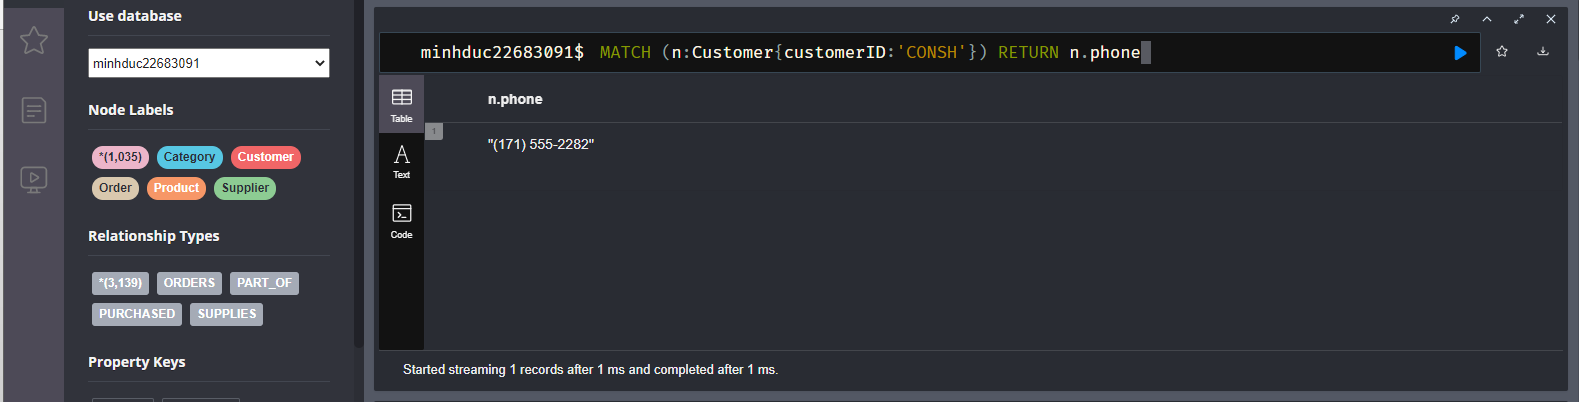 Use database
minhduc22683091
Node Labels
*(1,035) Category Customer
Order Product Supplier
Relationship Types
*(3,139) ORDERS PART_OF
PURCHASED SUPPLIES
Property Keys
minhduc22683091$ MATCH (n:Customer{customerID:'CONSH'}) RETURN n.phone
Table
Text
Code
n.phone
1
"(171) 555-2282"
Started streaming 1 records after 1 ms and completed after 1 ms.